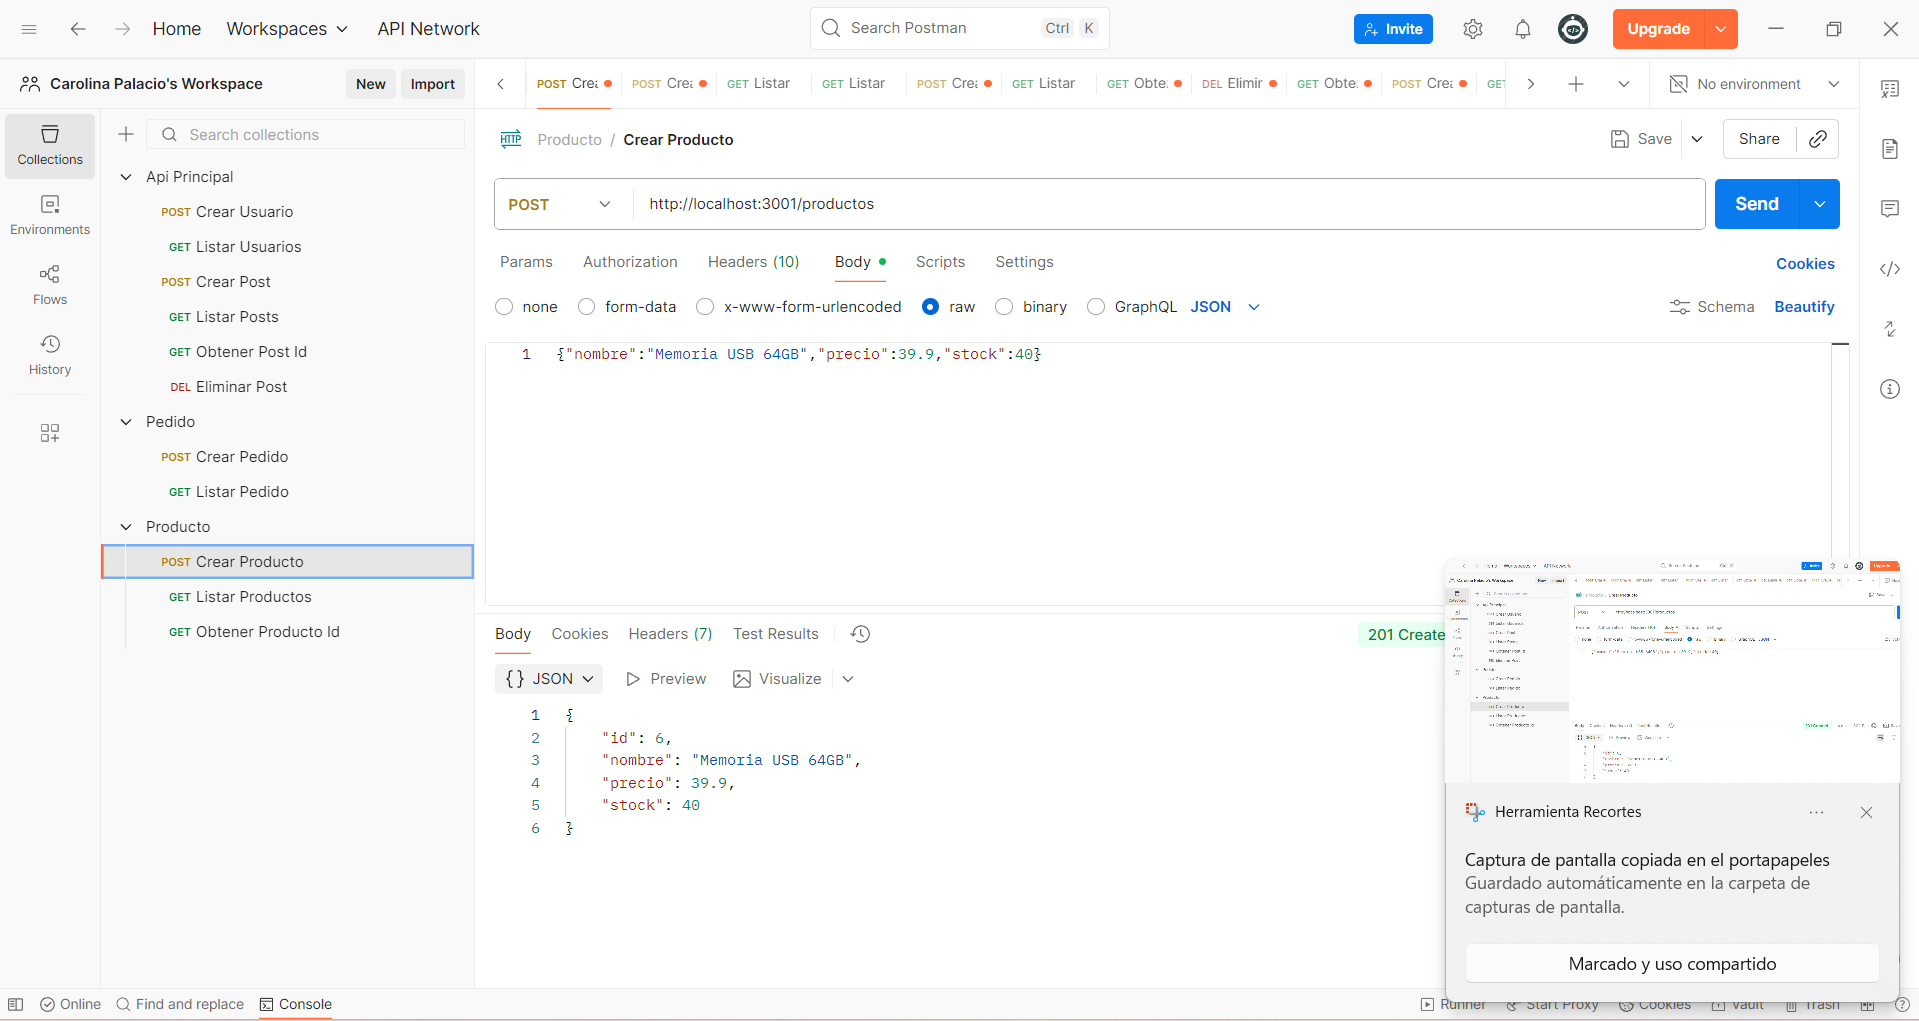 Home Workspaces API Network Search Postman Ctrl K Invite Upgrade
Carolina Palacio's Workspace New Import
POST Crea POST Crea GET Listar GET Listar POST Crea GET Listar GET Obte. DEL Elimir GET Obte. POST Crea GET No environment
Search collections
Collections
Environments
Flows
History
Api Principal
POST Crear Usuario
GET Listar Usuarios
POST Crear Post
GET Listar Posts
GET Obtener Post Id
DEL Eliminar Post
Pedido
POST Crear Pedido
GET Listar Pedido
Producto
POST Crear Producto
GET Listar Productos
GET Obtener Producto Id
HTTP Producto / Crear Producto Save Share
POST http://localhost:3001/productos Send
Params Authorization Headers (10) Body Scripts Settings Cookies
none form-data x-www-form-urlencoded raw binary GraphQL JSON Schema Beautify
1 {"nombre":"Memoria USB 64GB","precio":39.9,"stock":40}
Body Cookies Headers (7) Test Results 201 Create
{} JSON Preview Visualize
1 {
2 "id": 6,
3 "nombre": "Memoria USB 64GB",
4 "precio": 39.9,
5 "stock": 40
6 }
Herramienta Recortes
Captura de pantalla copiada en el portapapeles
Guardado automáticamente en la carpeta de
capturas de pantalla.
Marcado y uso compartido
Online Find and replace Console Runner Start Proxy Cookies Vault Trash